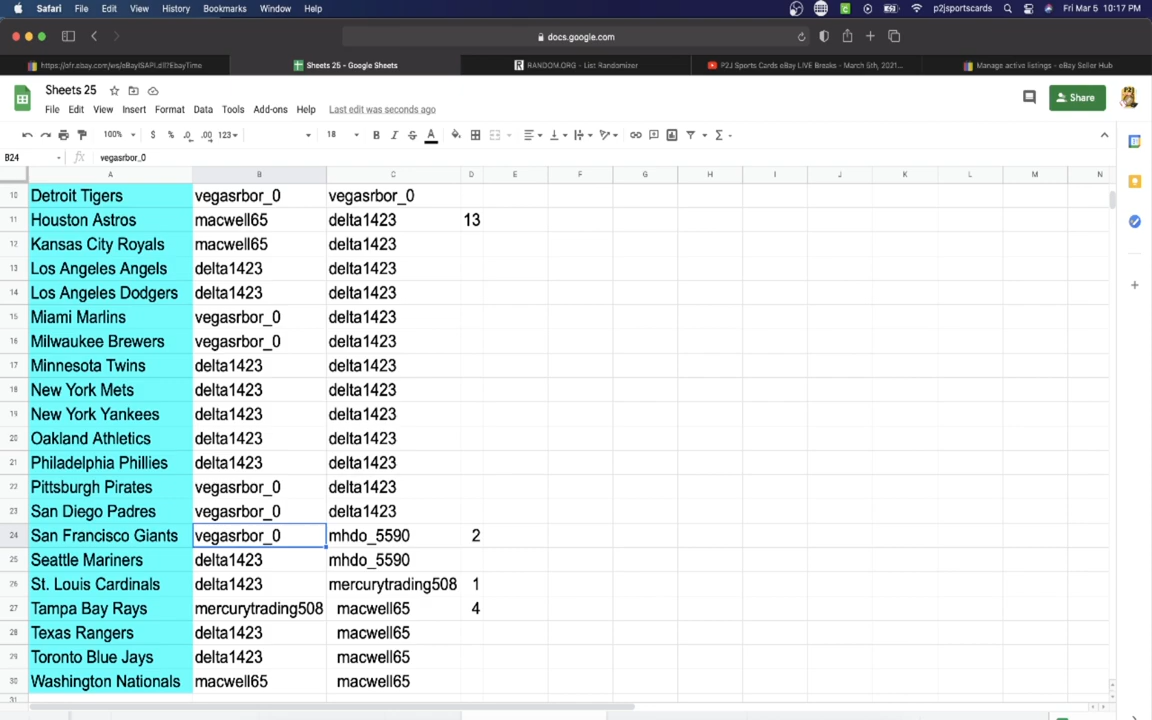 Safari File Edit View History Bookmarks Window Help p2jsportscards Fri Mar 5 10:17 PM
docs.google.com
https://ofr.ebay.com/ws/eBayISAPI.dll?EbayTime Sheets 25 - Google Sheets RANDOM.ORG - List Randomizer P2J Sports Cards eBay LIVE Breaks - March 5th, 2021... Manage active listings - eBay Seller Hub
Sheets 25
File Edit View Insert Format Data Tools Add-ons Help Last edit was seconds ago
Share
100% $ % .0 .00 123 18 B I S A
B24 fx vegasrbor_0
A B C D E F G H I J K L M N
10 Detroit Tigers vegasrbor_0 vegasrbor_0
11 Houston Astros macwell65 delta1423 13
12 Kansas City Royals macwell65 delta1423
13 Los Angeles Angels delta1423 delta1423
14 Los Angeles Dodgers delta1423 delta1423
15 Miami Marlins vegasrbor_0 delta1423
16 Milwaukee Brewers vegasrbor_0 delta1423
17 Minnesota Twins delta1423 delta1423
18 New York Mets delta1423 delta1423
19 New York Yankees delta1423 delta1423
20 Oakland Athletics delta1423 delta1423
21 Philadelphia Phillies delta1423 delta1423
22 Pittsburgh Pirates vegasrbor_0 delta1423
23 San Diego Padres vegasrbor_0 delta1423
24 San Francisco Giants vegasrbor_0 mhdo_5590 2
25 Seattle Mariners delta1423 mhdo_5590
26 St. Louis Cardinals delta1423 mercurytrading508 1
27 Tampa Bay Rays mercurytrading508 macwell65 4
28 Texas Rangers delta1423 macwell65
29 Toronto Blue Jays delta1423 macwell65
30 Washington Nationals macwell65 macwell65
31